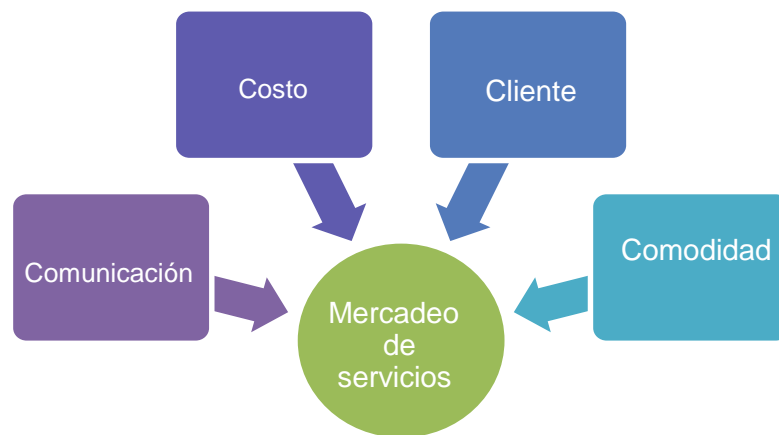 Costo
Cliente
Comunicación
Comodidad
Mercadeo
de
servicios